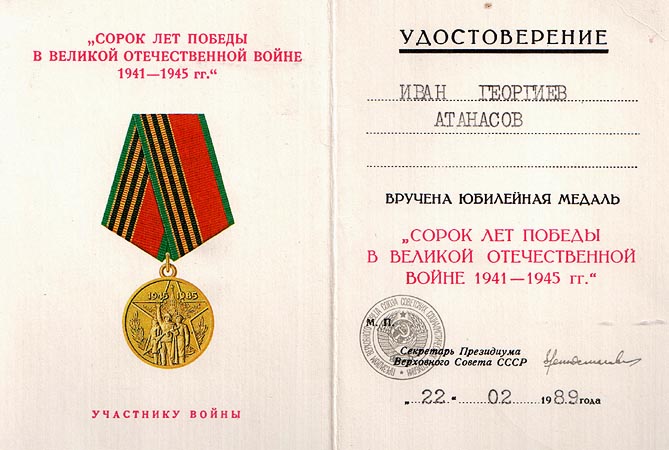 „СОРОК ЛЕТ ПОБЕДЫ
В ВЕЛИКОЙ ОТЕЧЕСТВЕННОЙ ВОЙНЕ
1941—1945 гг.“
1945 1985
УЧАСТНИКУ ВОЙНЫ
УДОСТОВЕРЕНИЕ
ИВАН ГЕОРГИЕВ
АТАНАСОВ
ВРУЧЕНА ЮБИЛЕЙНАЯ МЕДАЛЬ
„СОРОК ЛЕТ ПОБЕДЫ
В ВЕЛИКОЙ ОТЕЧЕСТВЕННОЙ
ВОЙНЕ 1941—1945 гг.“
М. П.
Секретарь Президиума
Верховного Совета СССР
„22“ 02 1989 года